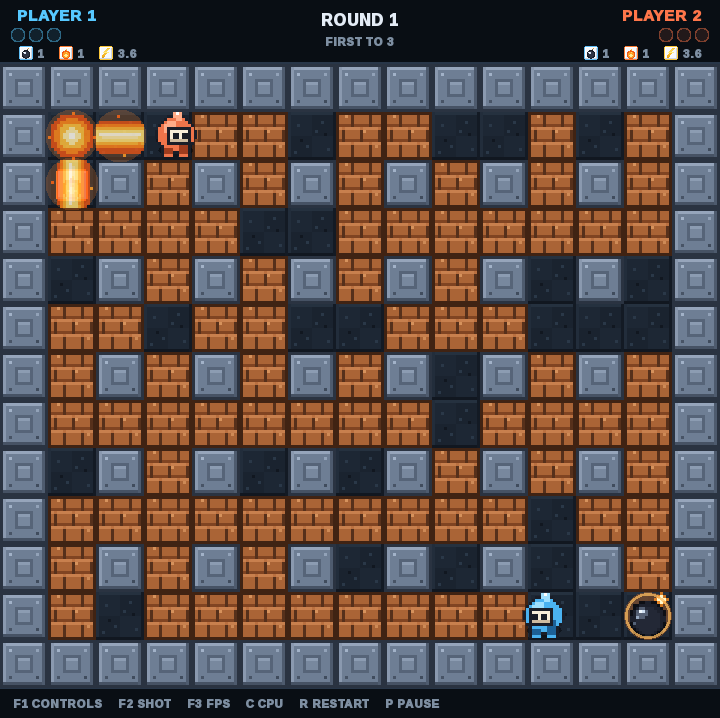 PLAYER 1
ROUND 1
PLAYER 2
FIRST TO 3
1 1 3.6
1 1 3.6
F1 CONTROLS F2 SHOT F3 FPS C CPU R RESTART P PAUSE